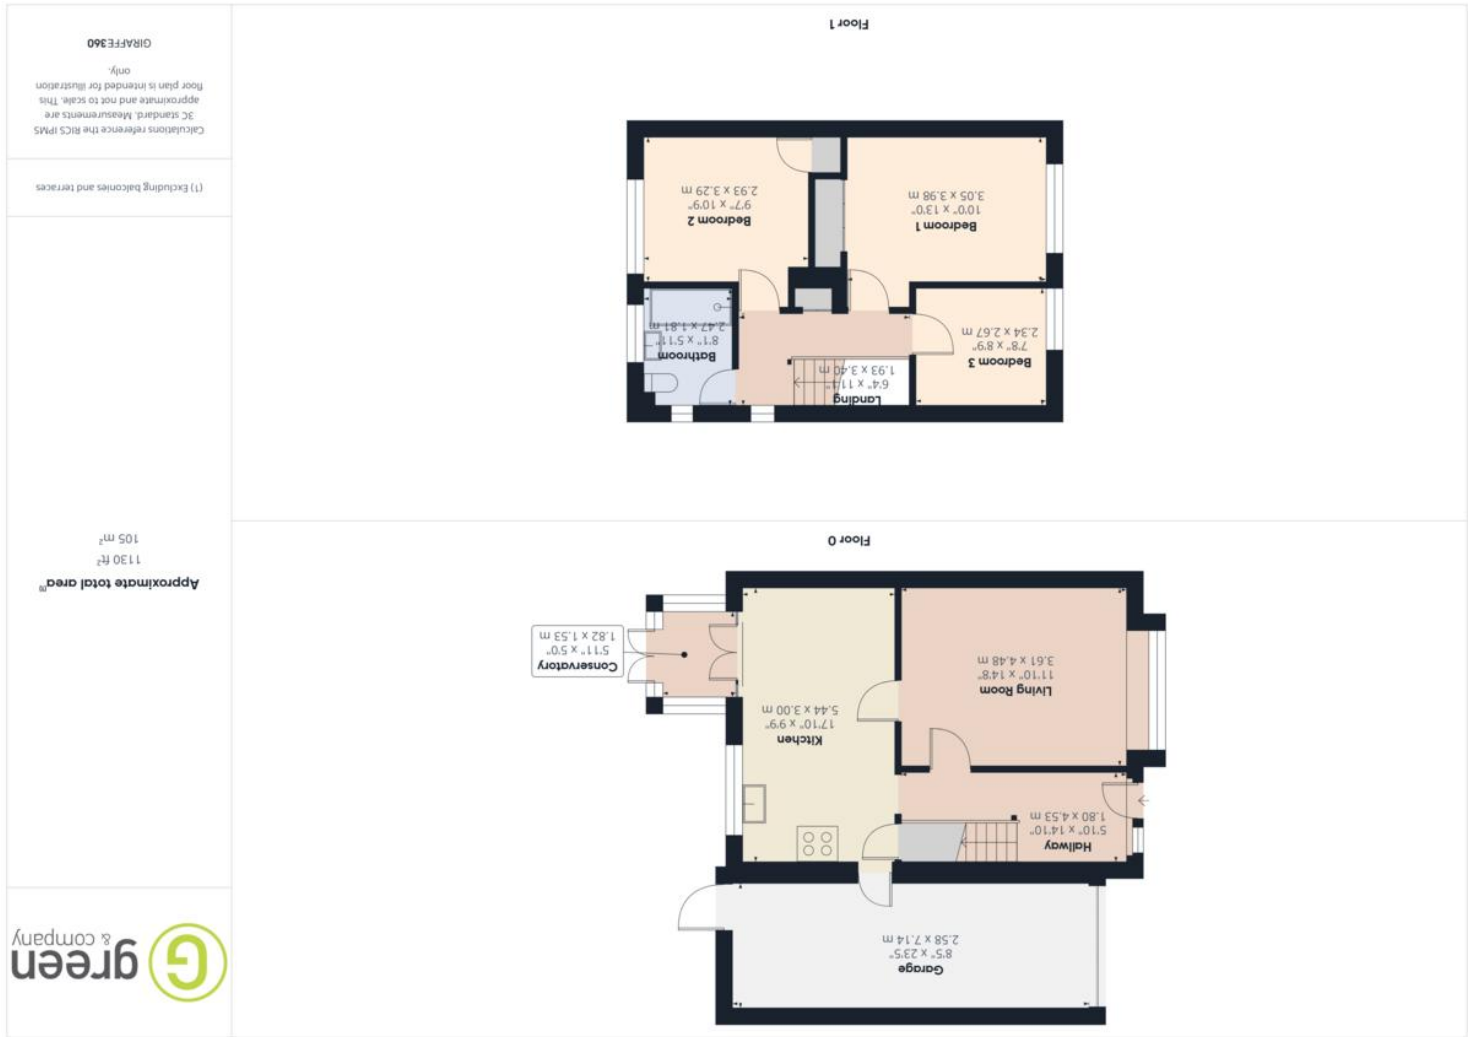 green
& company
Approximate total area⁽¹⁾
1130 ft²
105 m²
(1) Excluding balconies and terraces
Calculations reference the RICS IPMS
3C standard. Measurements are
approximate and not to scale. This
floor plan is intended for illustration
only.
GIRAFFE360
Garage
8'5" x 23'5"
2.58 x 7.14 m
Hallway
5'10" x 14'10"
1.80 x 4.53 m
Kitchen
17'10" x 9'9"
5.44 x 3.00 m
Living Room
11'10" x 14'8"
3.61 x 4.48 m
Conservatory
5'11" x 5'0"
1.82 x 1.53 m
Floor 0
Landing
6'4" x 11'1"
1.93 x 3.40 m
Bedroom 3
7'8" x 8'9"
2.34 x 2.67 m
Bathroom
8'1" x 5'11"
2.47 x 1.81 m
Bedroom 1
10'0" x 13'0"
3.05 x 3.98 m
Bedroom 2
9'7" x 10'9"
2.93 x 3.29 m
Floor 1